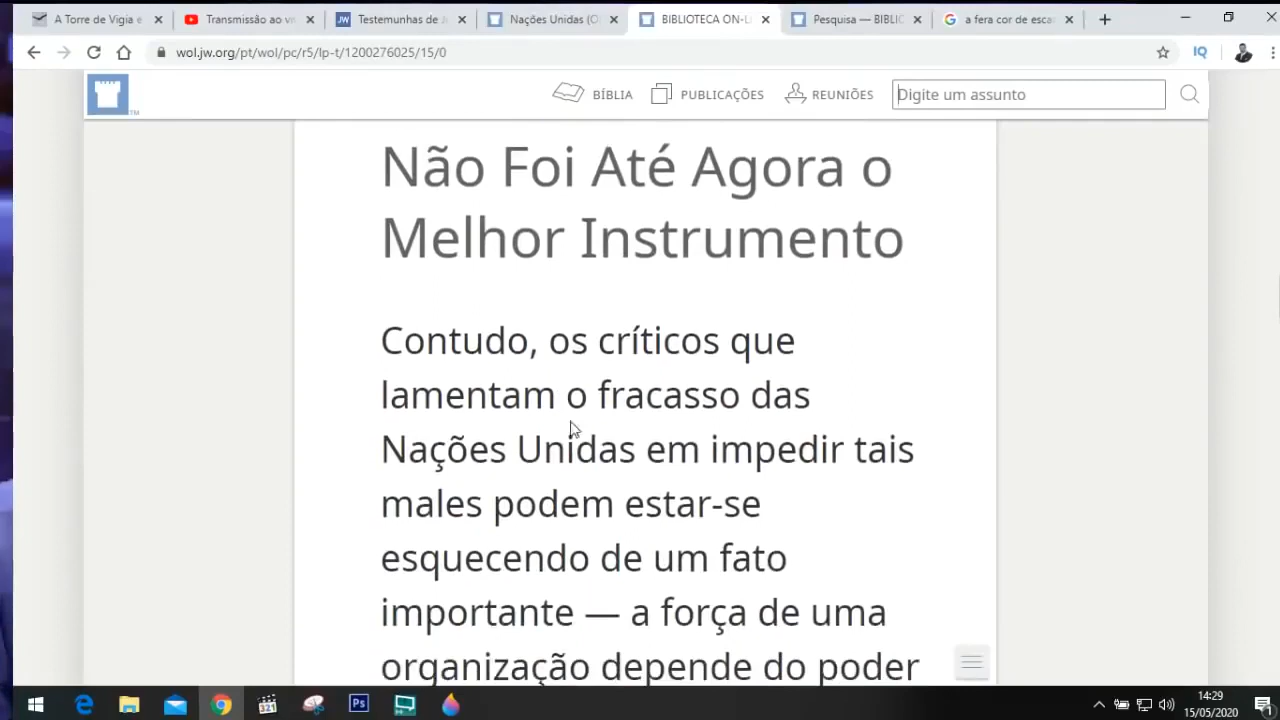 A Torre de Vigia e
Transmissão ao vi
Testemunhas de J
Nações Unidas (O
BIBLIOTECA ON-L
Pesquisa — BIBLIC
a fera cor de esca
wol.jw.org/pt/wol/pc/r5/lp-t/1200276025/15/0
IQ
BÍBLIA
PUBLICAÇÕES
REUNIÕES
Digite um assunto
Não Foi Até Agora o
Melhor Instrumento
Contudo, os críticos que
lamentam o fracasso das
Nações Unidas em impedir tais
males podem estar-se
esquecendo de um fato
importante — a força de uma
organização depende do poder
14:29
15/05/2020